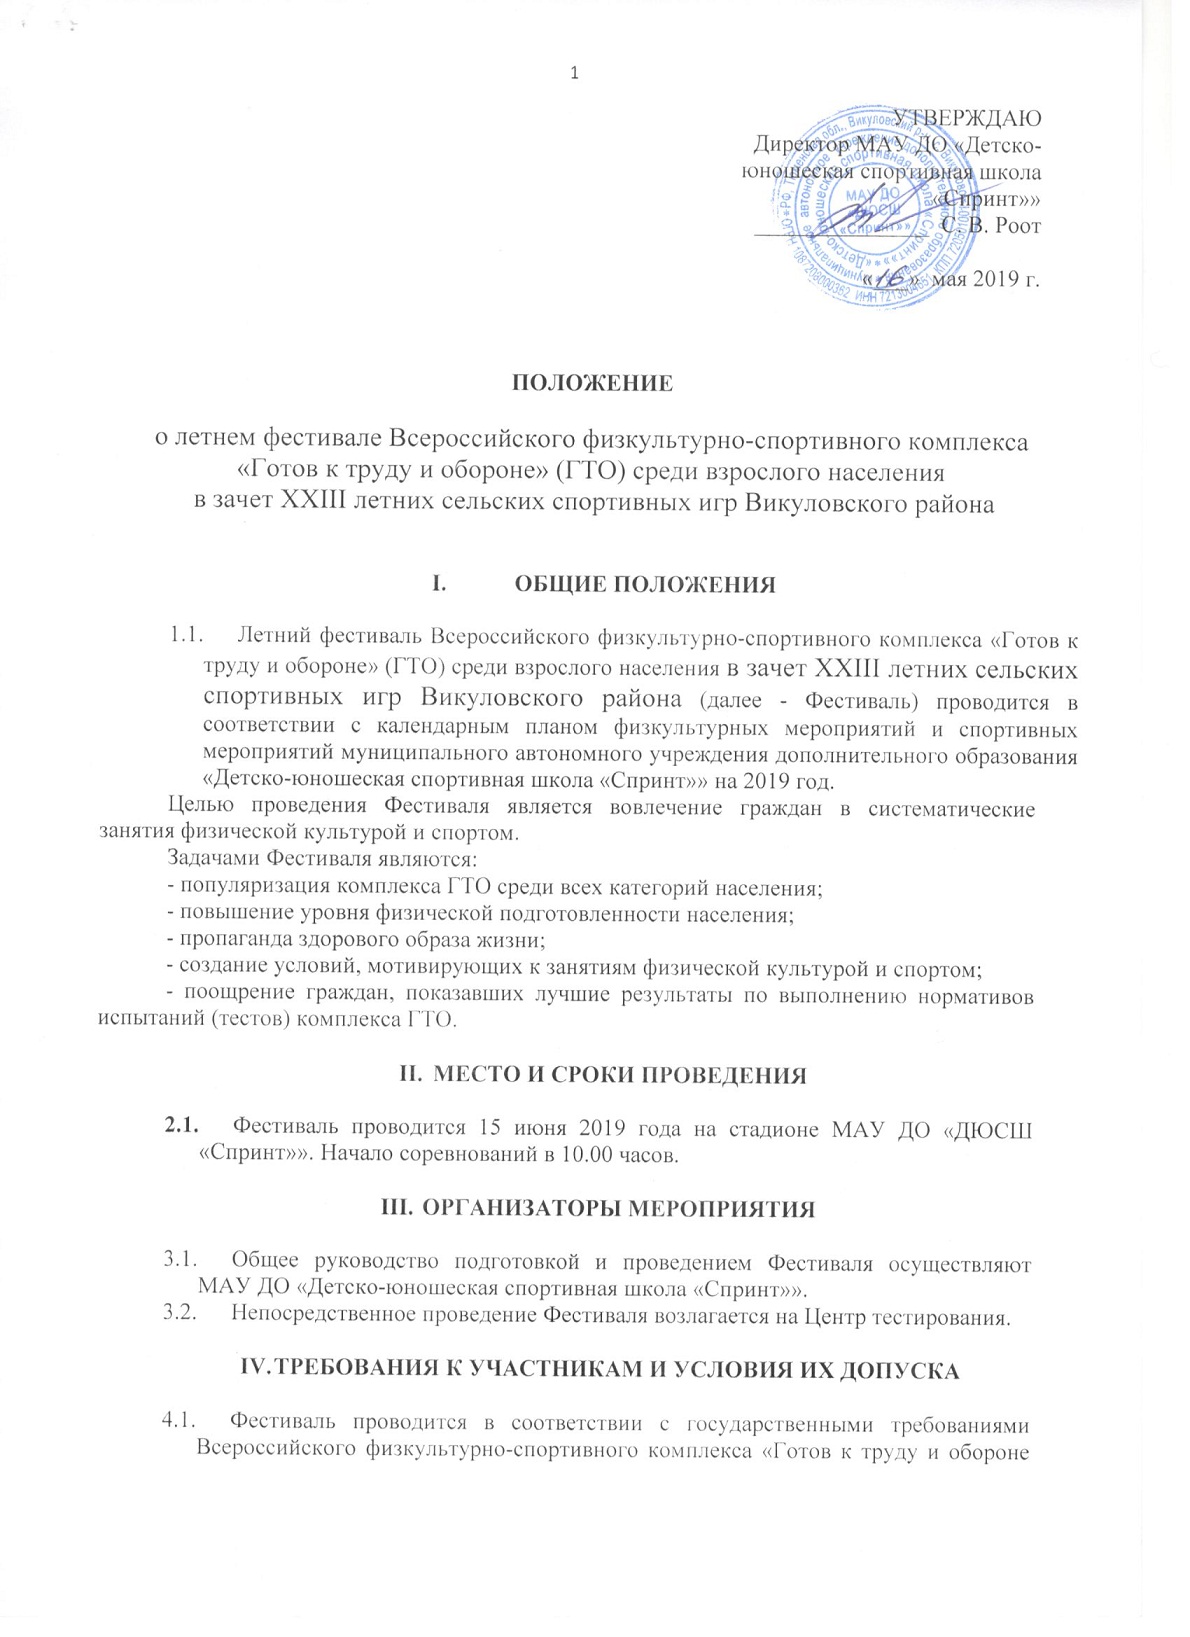 1
УТВЕРЖДАЮ
Директор МАУ ДО «Детско-
юношеская спортивная школа
«Спринт»»
С. В. Роот
МАУ ДО
ДЮСШ
«Спринт»
«16» мая 2019 г.
ПОЛОЖЕНИЕ
о летнем фестивале Всероссийского физкультурно-спортивного комплекса
«Готов к труду и обороне» (ГТО) среди взрослого населения
в зачет XXIII летних сельских спортивных игр Викуловского района
I. ОБЩИЕ ПОЛОЖЕНИЯ
1.1. Летний фестиваль Всероссийского физкультурно-спортивного комплекса «Готов к
труду и обороне» (ГТО) среди взрослого населения в зачет XXIII летних сельских
спортивных игр Викуловского района (далее - Фестиваль) проводится в
соответствии с календарным планом физкультурных мероприятий и спортивных
мероприятий муниципального автономного учреждения дополнительного образования
«Детско-юношеская спортивная школа «Спринт»» на 2019 год.
Целью проведения Фестиваля является вовлечение граждан в систематические
занятия физической культурой и спортом.
Задачами Фестиваля являются:
- популяризация комплекса ГТО среди всех категорий населения;
- повышение уровня физической подготовленности населения;
- пропаганда здорового образа жизни;
- создание условий, мотивирующих к занятиям физической культурой и спортом;
- поощрение граждан, показавших лучшие результаты по выполнению нормативов
испытаний (тестов) комплекса ГТО.
II. МЕСТО И СРОКИ ПРОВЕДЕНИЯ
2.1. Фестиваль проводится 15 июня 2019 года на стадионе МАУ ДО «ДЮСШ
«Спринт»». Начало соревнований в 10.00 часов.
III. ОРГАНИЗАТОРЫ МЕРОПРИЯТИЯ
3.1. Общее руководство подготовкой и проведением Фестиваля осуществляют
МАУ ДО «Детско-юношеская спортивная школа «Спринт»».
3.2. Непосредственное проведение Фестиваля возлагается на Центр тестирования.
IV. ТРЕБОВАНИЯ К УЧАСТНИКАМ И УСЛОВИЯ ИХ ДОПУСКА
4.1. Фестиваль проводится в соответствии с государственными требованиями
Всероссийского физкультурно-спортивного комплекса «Готов к труду и обороне